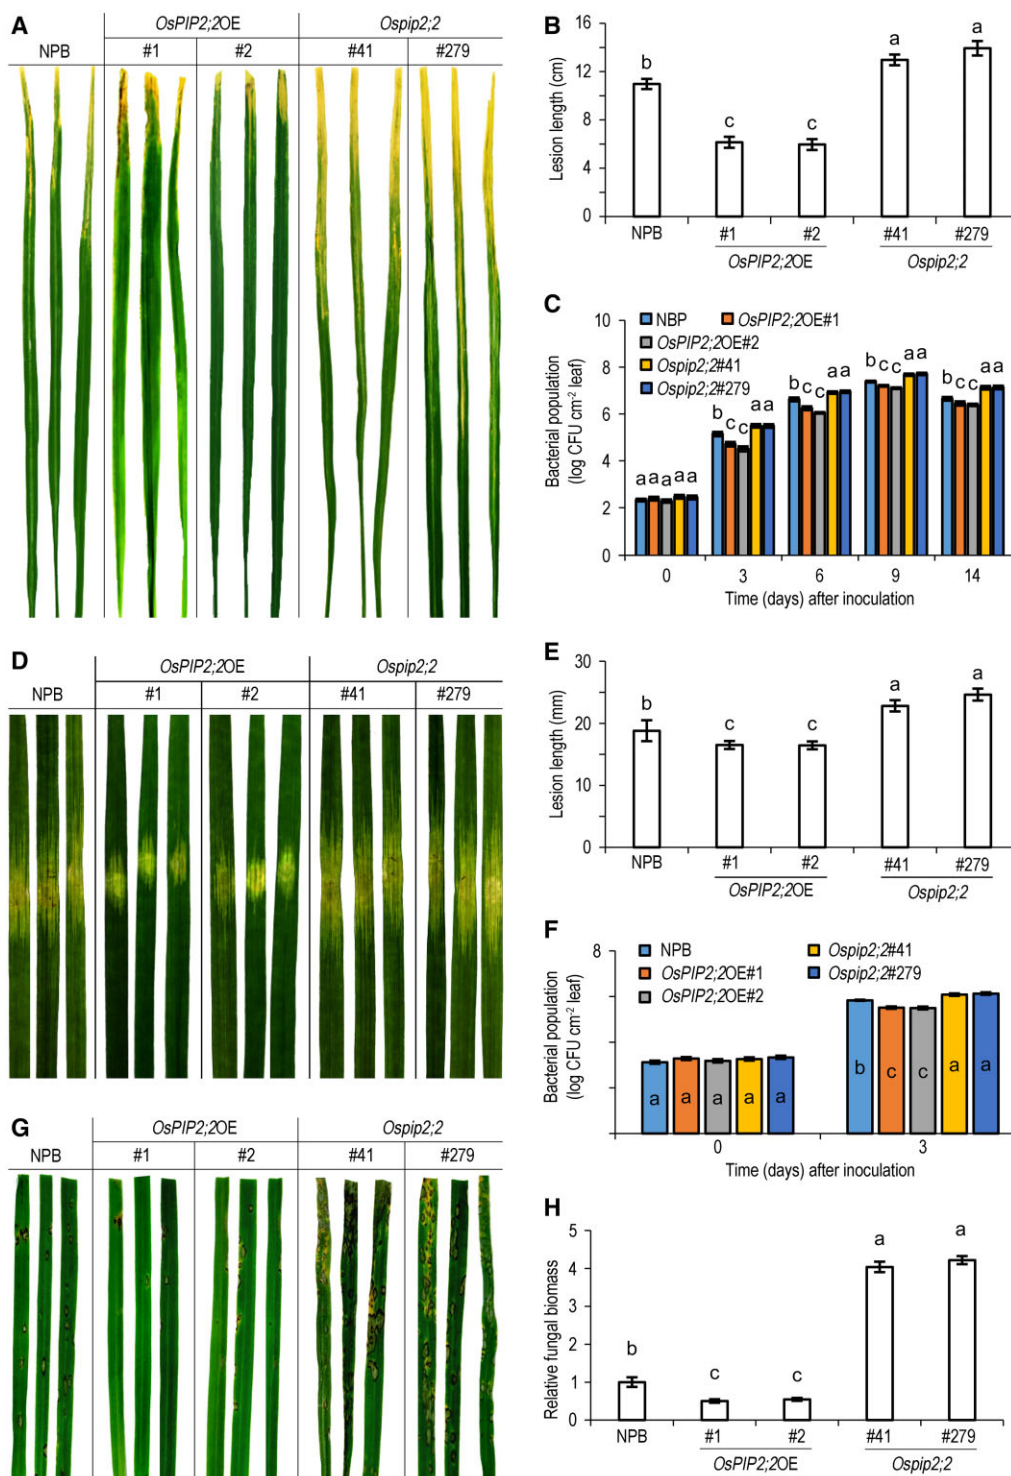 A
OsPIP2;2OE
Ospip2;2
NPB
#1
#2
#41
#279
B
Lesion length (cm)
16
12
8
4
0
b
c
c
a
a
NPB
#1
#2
#41
#279
OsPIP2;2OE
Ospip2;2
C
Bacterial population
(log CFU cm-2 leaf)
10
8
6
4
2
0
NBP
OsPIP2;2OE#1
OsPIP2;2OE#2
Ospip2;2#41
Ospip2;2#279
a a a a a
b c c a a
b c c a a
b c c a a
b c c a a
0
3
6
9
14
Time (days) after inoculation
D
OsPIP2;2OE
Ospip2;2
NPB
#1
#2
#41
#279
E
Lesion length (mm)
30
20
10
0
b
c
c
a
a
NPB
#1
#2
#41
#279
OsPIP2;2OE
Ospip2;2
F
Bacterial population
(log CFU cm-2 leaf)
8
NPB
OsPIP2;2OE#1
OsPIP2;2OE#2
Ospip2;2#41
Ospip2;2#279
a a a a a
b c c a a
0
3
Time (days) after inoculation
G
OsPIP2;2OE
Ospip2;2
NPB
#1
#2
#41
#279
H
Relative fungal biomass
5
4
3
2
1
0
b
c
c
a
a
NPB
#1
#2
#41
#279
OsPIP2;2OE
Ospip2;2